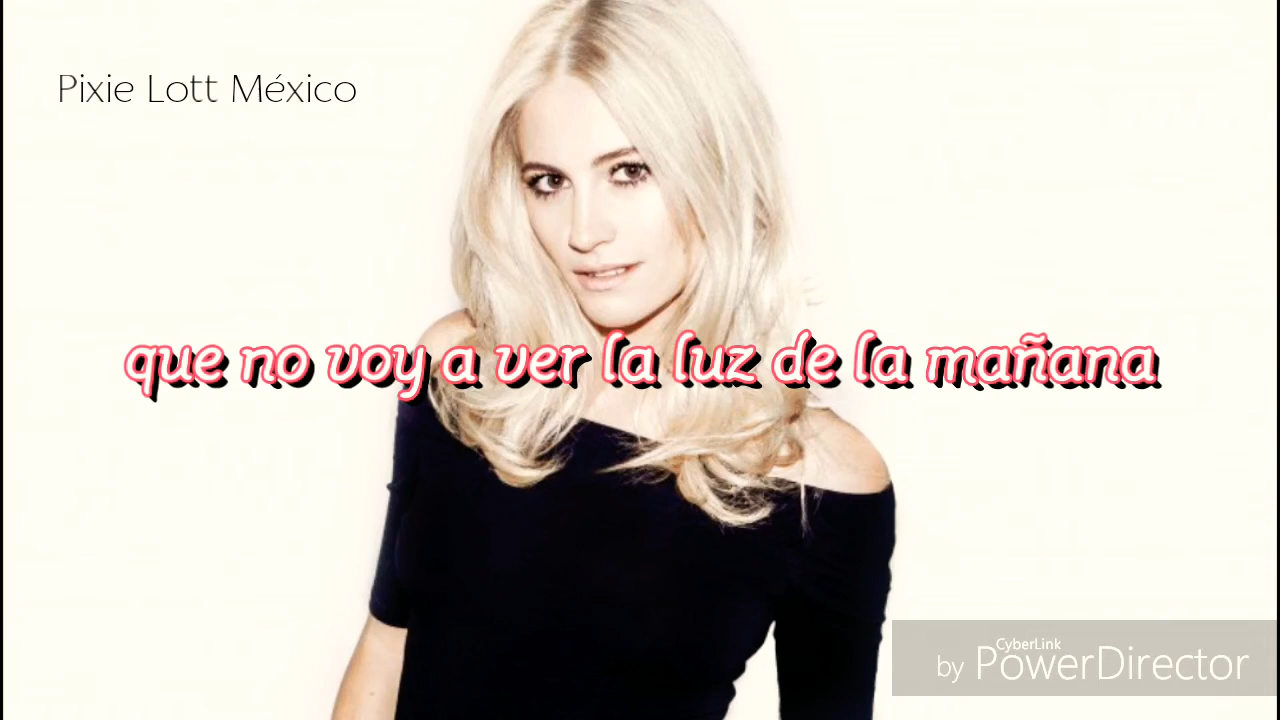 Pixie Lott México
que no voy a ver la luz de la mañana
CyberLink
by PowerDirector